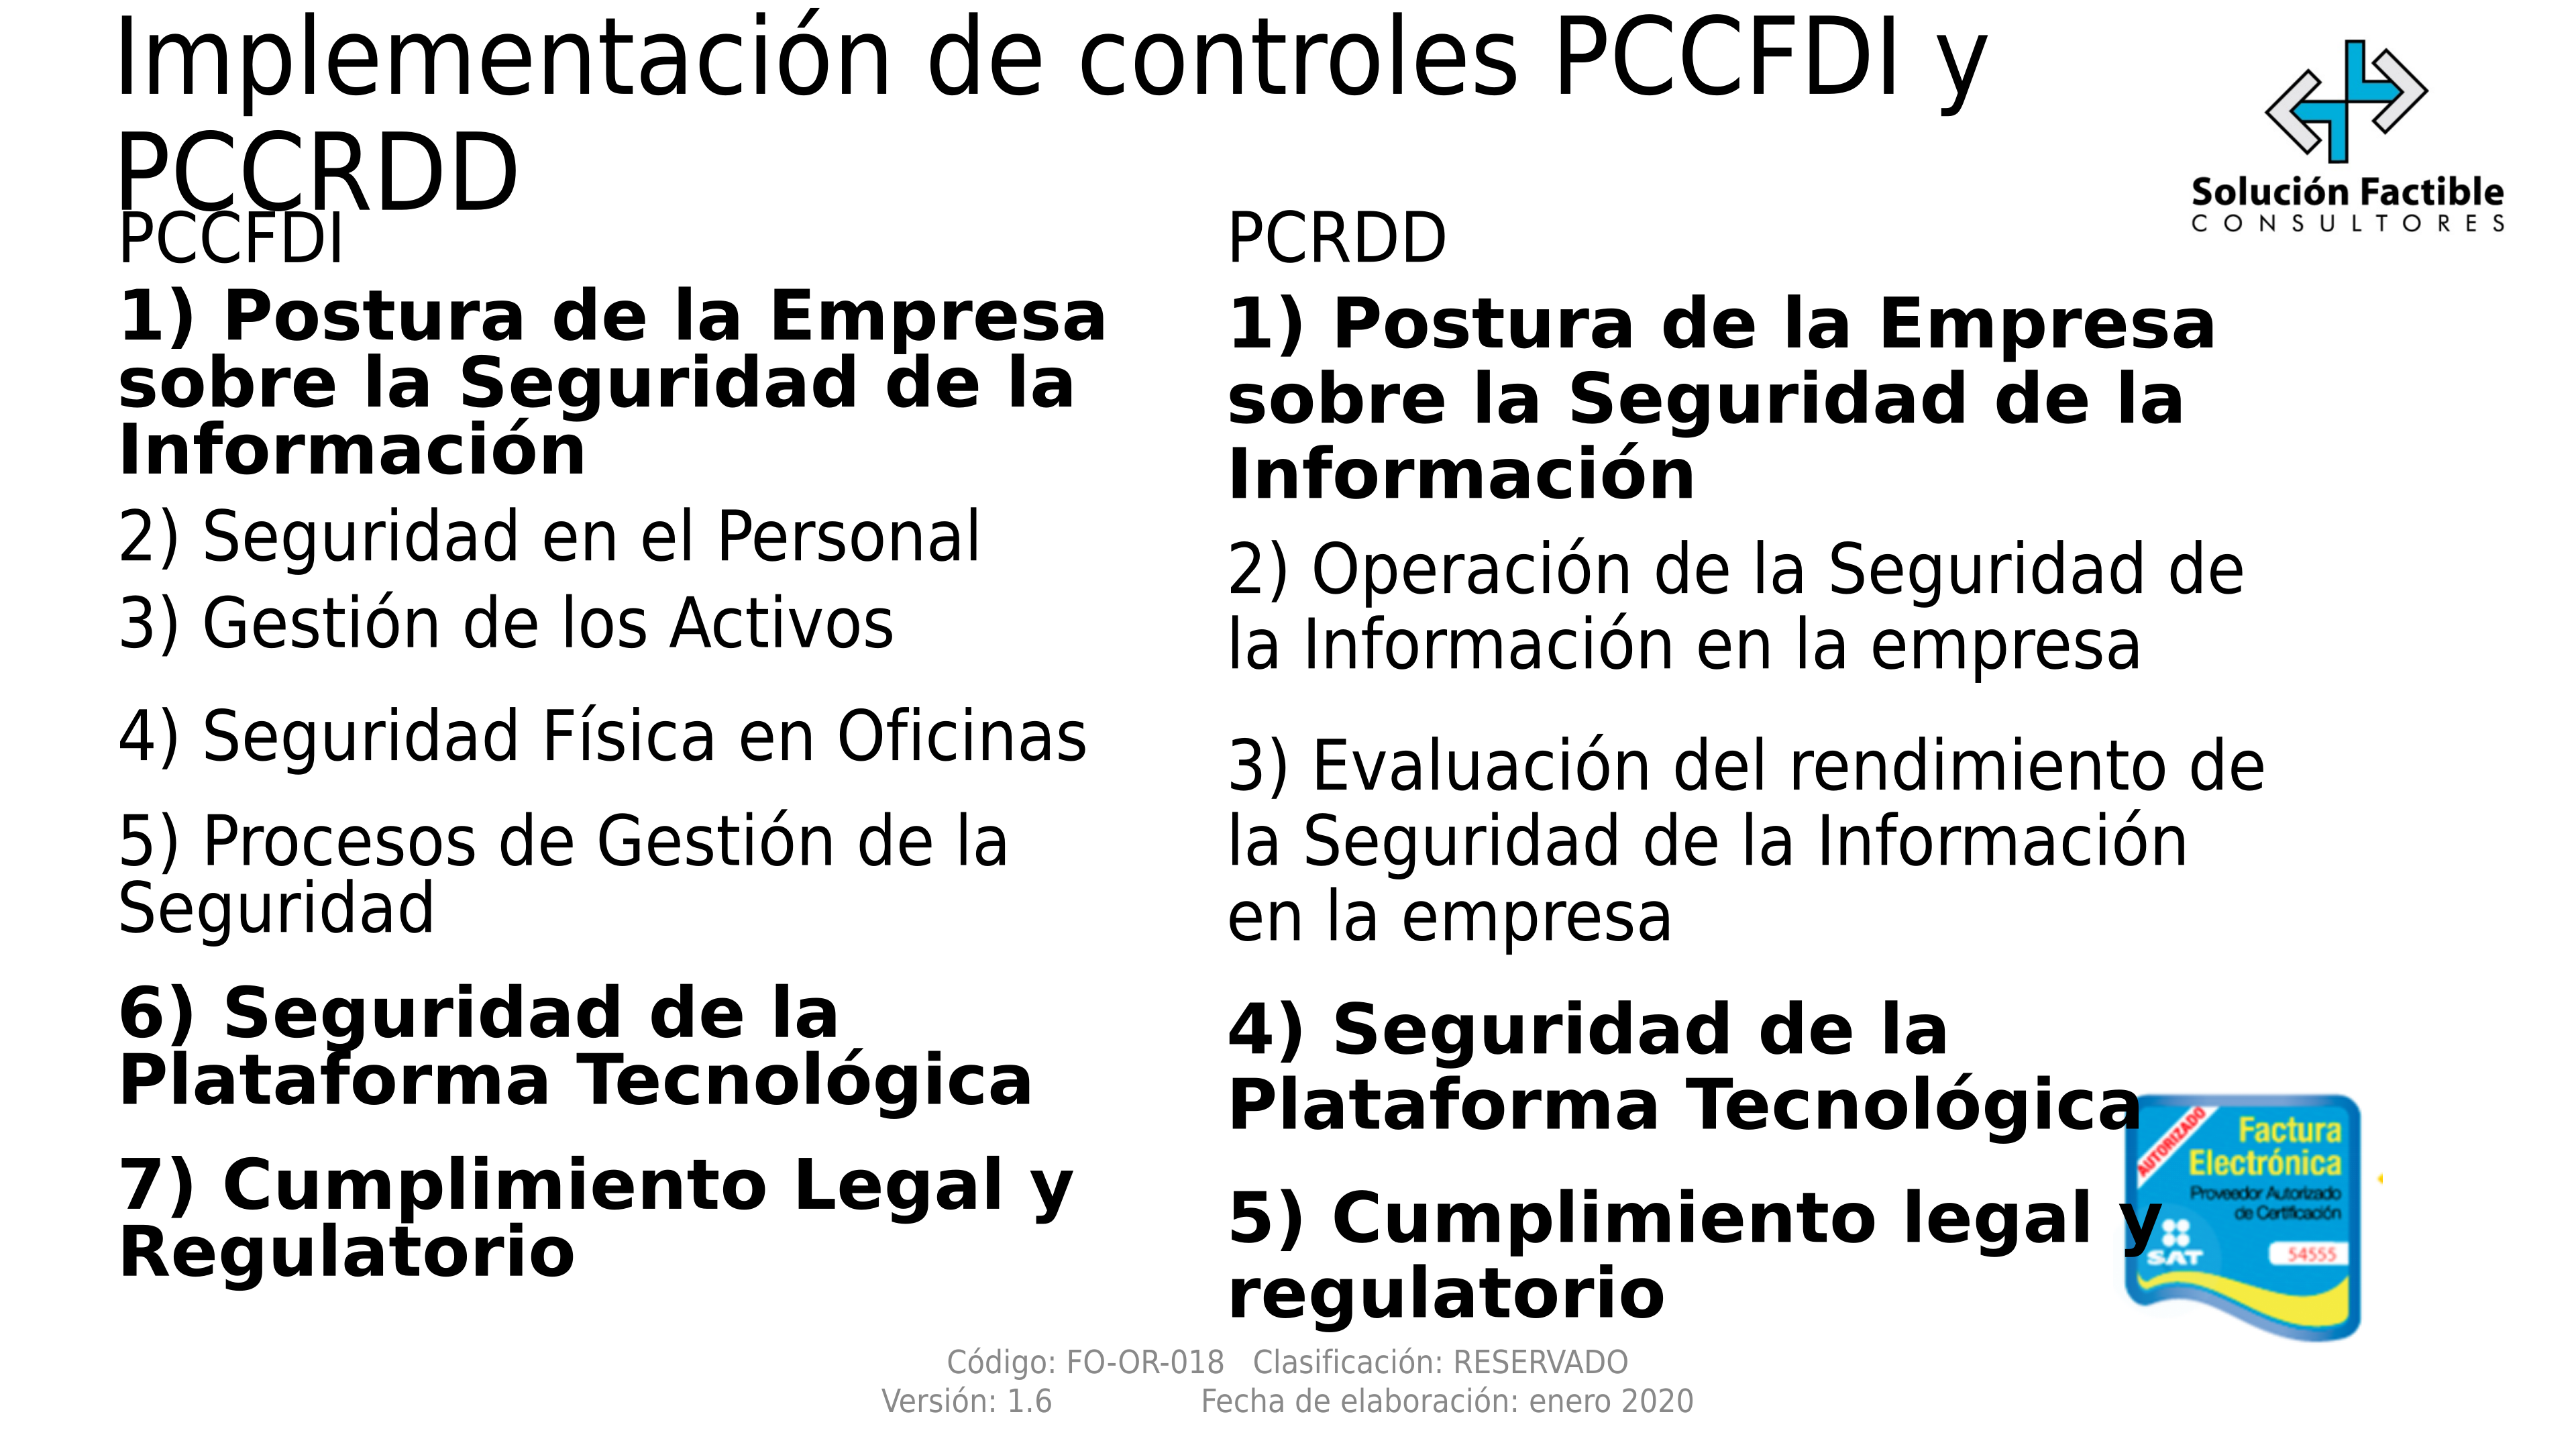 Implementación de controles PCCFDI y
PCCRDD
Solución Factible
CONSULTORES
PCCFDI
1) Postura de la Empresa
sobre la Seguridad de la
Información
2) Seguridad en el Personal
3) Gestión de los Activos
4) Seguridad Física en Oficinas
5) Procesos de Gestión de la
Seguridad
6) Seguridad de la
Plataforma Tecnológica
7) Cumplimiento Legal y
Regulatorio
PCRDD
1) Postura de la Empresa
sobre la Seguridad de la
Información
2) Operación de la Seguridad de
la Información en la empresa
3) Evaluación del rendimiento de
la Seguridad de la Información
en la empresa
4) Seguridad de la
Plataforma Tecnológica
5) Cumplimiento legal y
regulatorio
AUTORIZADO
Factura
Electrónica
Proveedor Autorizado
de Certificación
SAT
54555
Código: FO-OR-018 Clasificación: RESERVADO
Versión: 1.6 Fecha de elaboración: enero 2020